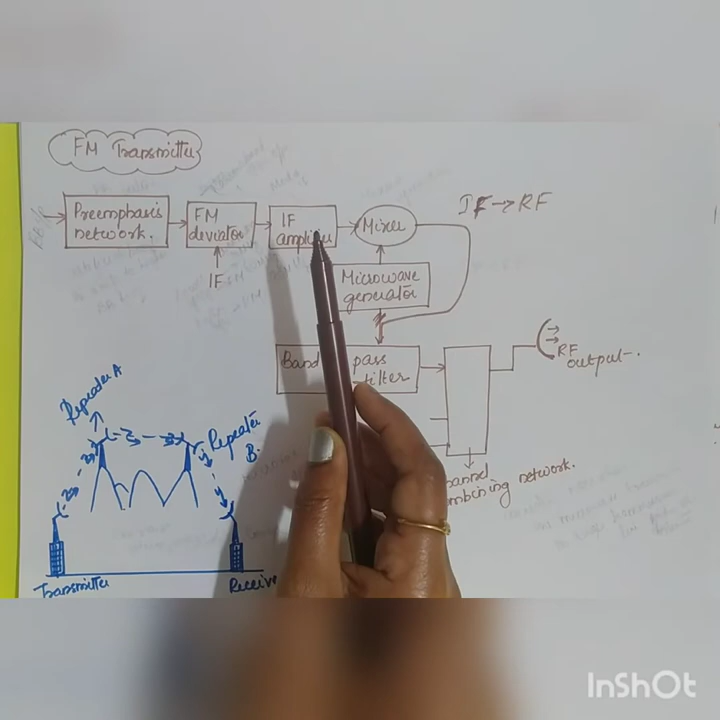 FM Transmitter
Preemphasis
network.
FM
deviator
IF
amplifier
Mixer
IF → RF
IF
Microwave
generator
Band pass
filter
RF
output-.
Repeater A
Repeater
B.
network.
Transmitter
Receive
InShOt